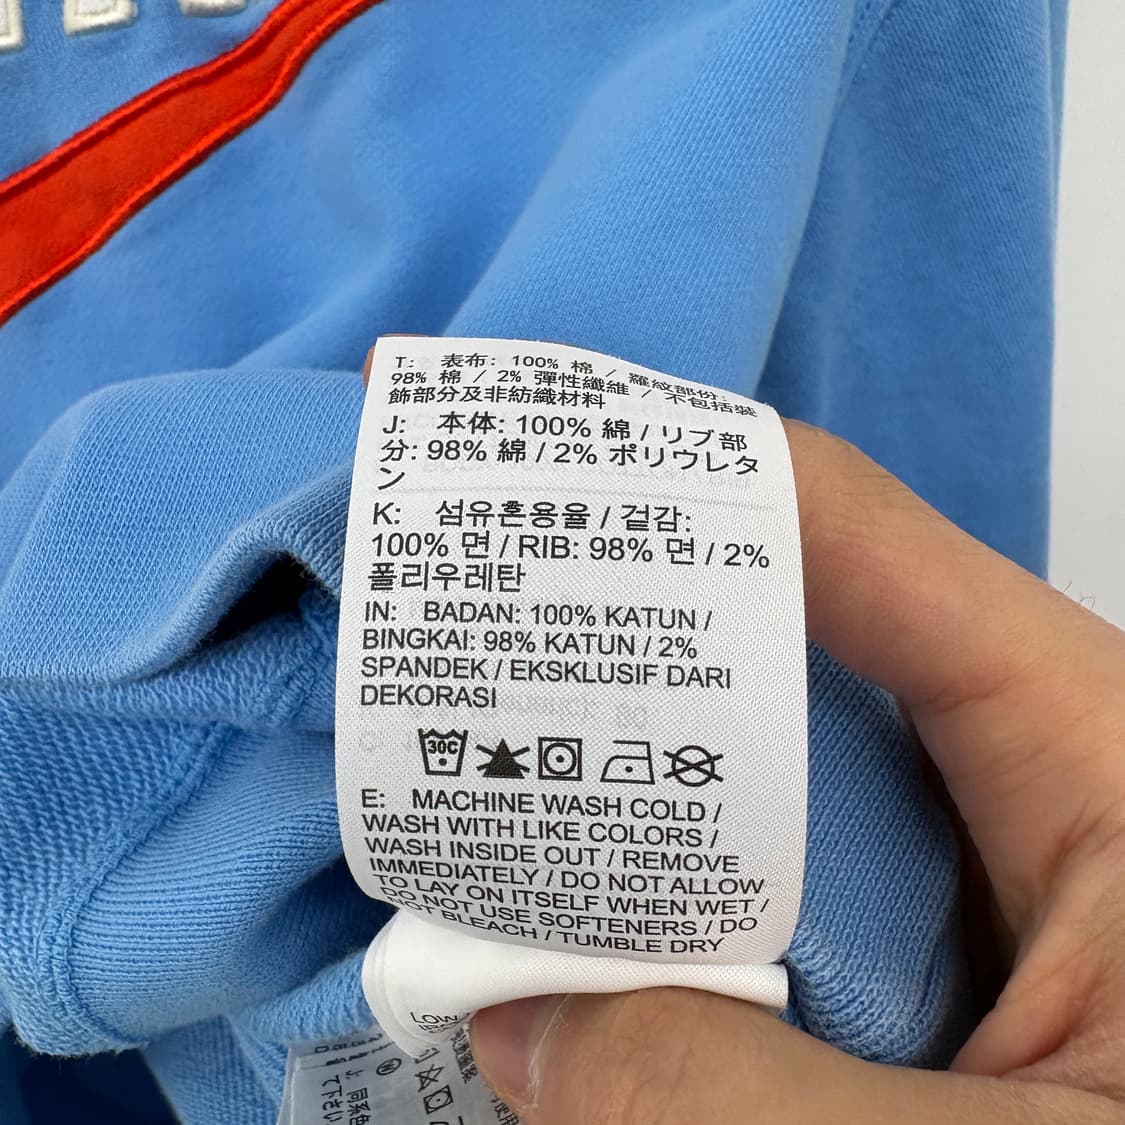 T: 表布: 100% 棉 / 羅紋部份:
98% 棉 / 2% 彈性纖維 / 不包括裝
飾部分及非紡織材料
J: 本体: 100% 綿 / リブ部
分: 98% 綿 / 2% ポリウレタ
ン
K: 섬유혼용율 / 겉감:
100% 면 / RIB: 98% 면 / 2%
폴리우레탄
IN: BADAN: 100% KATUN /
BINGKAI: 98% KATUN / 2%
SPANDEK / EKSKLUSIF DARI
DEKORASI
30C
E: MACHINE WASH COLD /
WASH WITH LIKE COLORS /
WASH INSIDE OUT / REMOVE
IMMEDIATELY / DO NOT ALLOW
TO LAY ON ITSELF WHEN WET /
DO NOT USE SOFTENERS / DO
NOT BLEACH / TUMBLE DRY
LOW